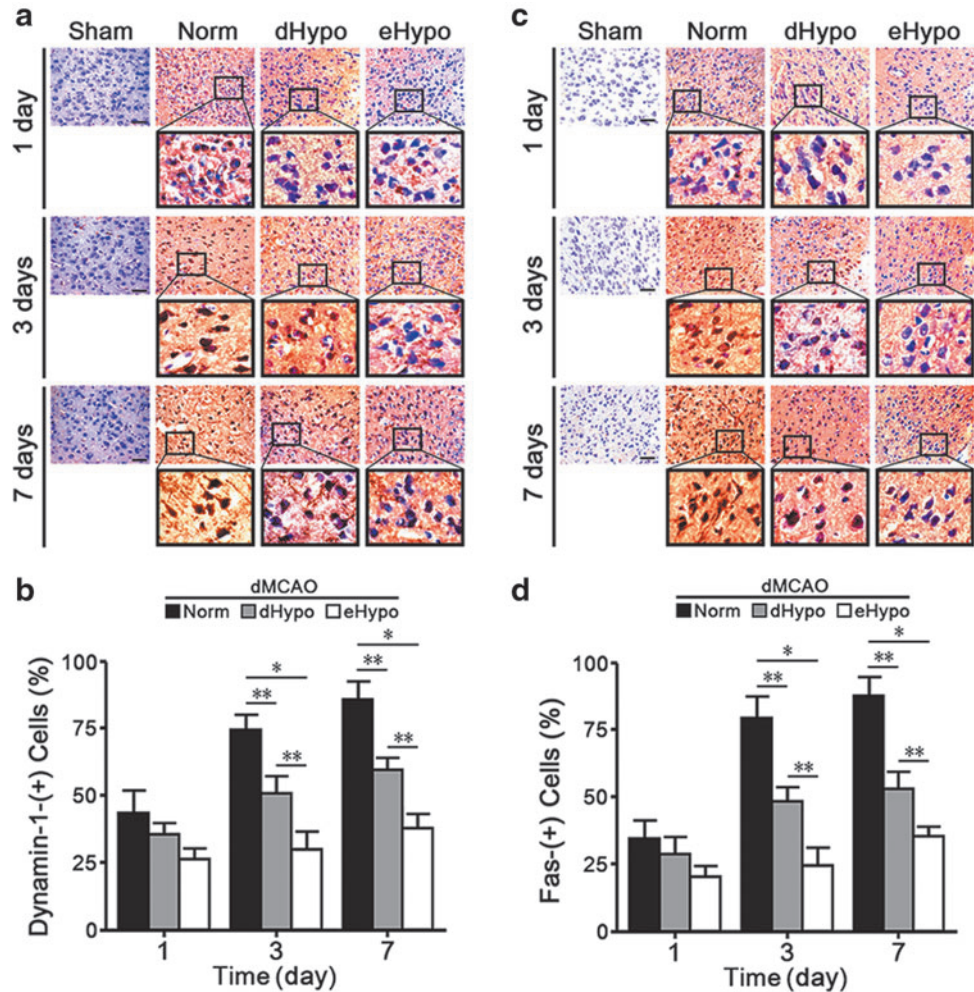 a
Sham Norm dHypo eHypo
1 day
3 days
7 days
c
Sham Norm dHypo eHypo
1 day
3 days
7 days
b
dMCAO
Norm dHypo eHypo
Dynamin-1-(+) Cells (%)
100
75
50
25
0
* ** **
* ** **
1 3 7
Time (day)
d
dMCAO
Norm dHypo eHypo
Fas-(+) Cells (%)
100
75
50
25
0
* ** **
* ** **
1 3 7
Time (day)